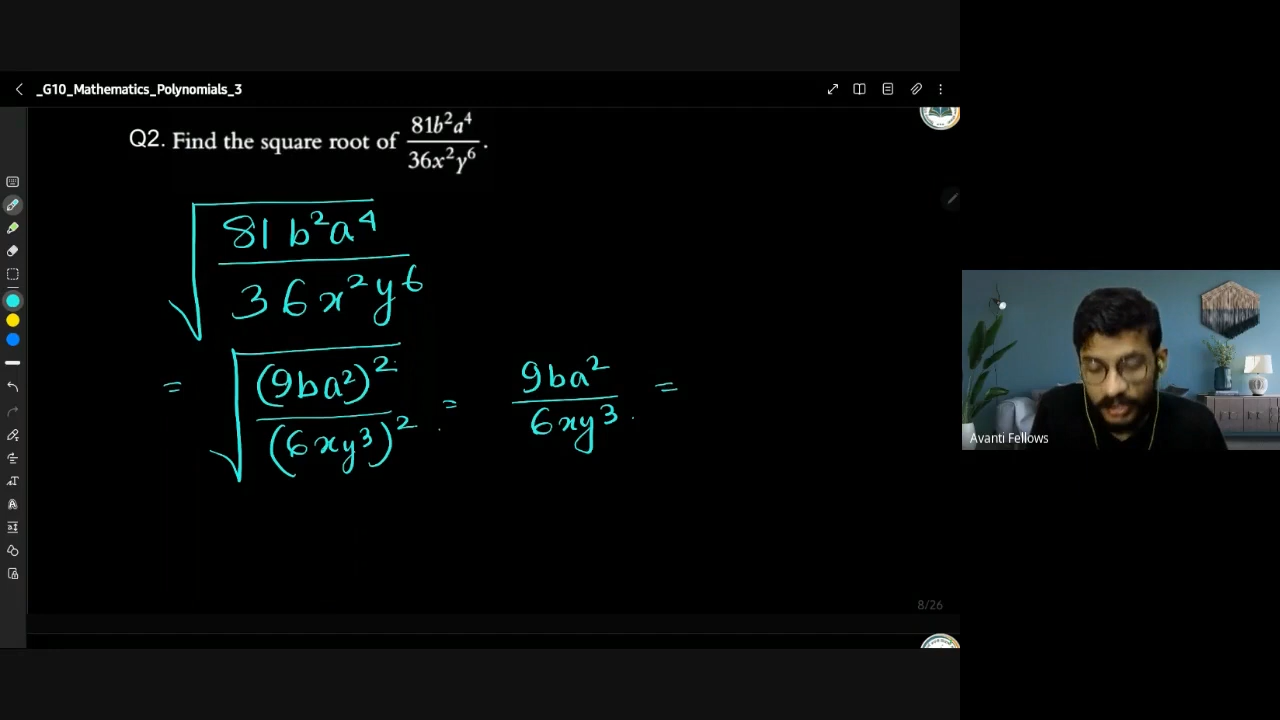 _G10_Mathematics_Polynomials_3
Q2. Find the square root of 81b²a⁴/36x²y⁶.
√(81b²a⁴/36x²y⁶)
= √((9ba²)²/(6xy³)²) = 9ba²/6xy³ =
Avanti Fellows
8/26